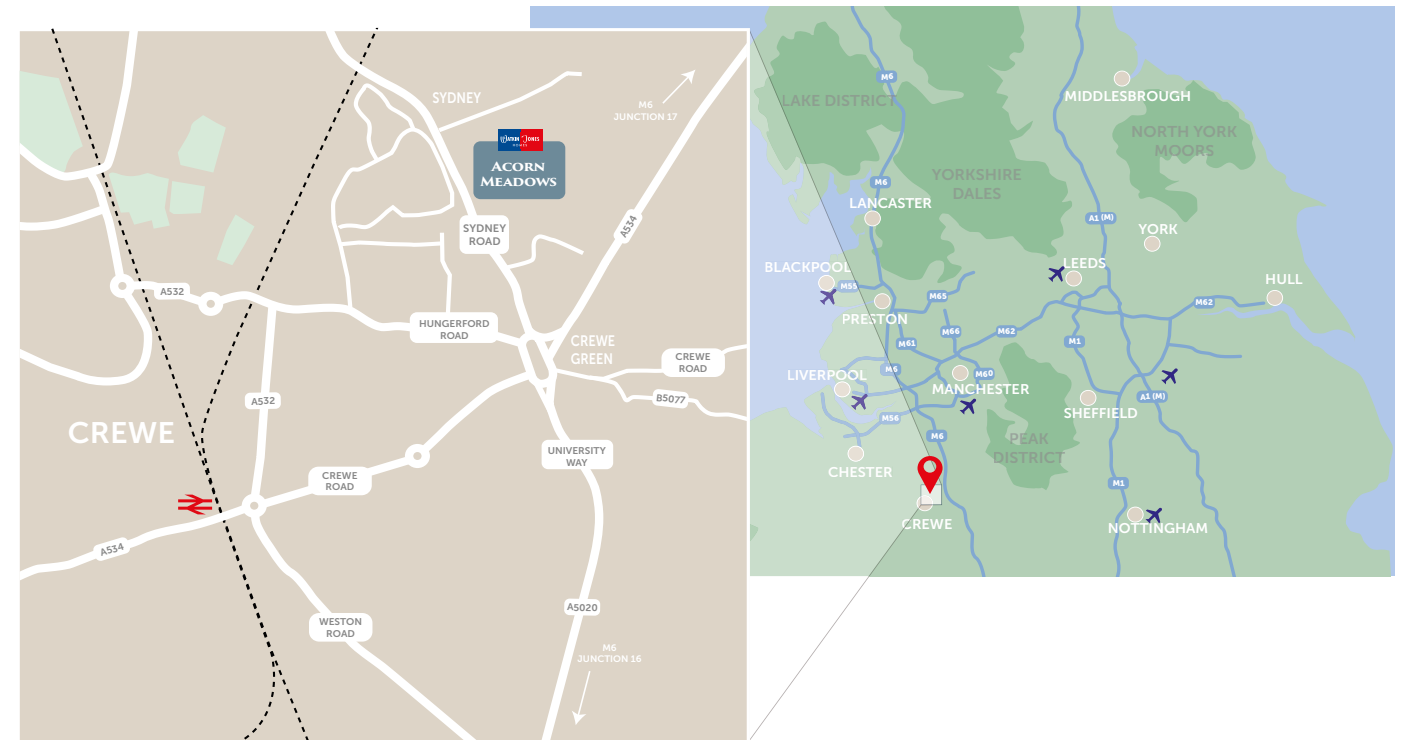 SYDNEY
M6
JUNCTION 17
WATKIN JONES
HOMES
ACORN
MEADOWS
SYDNEY
ROAD
A534
A532
HUNGERFORD
ROAD
CREWE
GREEN
CREWE
ROAD
B5077
A532
CREWE
UNIVERSITY
WAY
CREWE
ROAD
A534
A5020
WESTON
ROAD
M6
JUNCTION 16
M6
MIDDLESBROUGH
LAKE DISTRICT
NORTH YORK
MOORS
YORKSHIRE
DALES
M6
LANCASTER
A1 (M)
YORK
LEEDS
BLACKPOOL
HULL
M55
M65
M62
PRESTON
M66
M62
M61
M1
M6
LIVERPOOL
M60
MANCHESTER
A1 (M)
SHEFFIELD
M56
M6
PEAK
DISTRICT
CHESTER
M1
CREWE
NOTTINGHAM